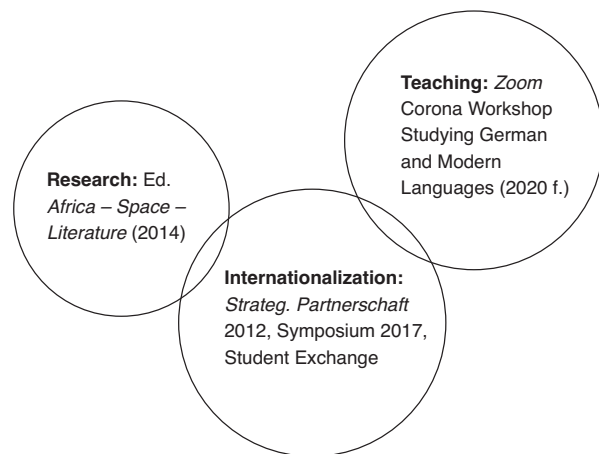 Teaching: Zoom
Corona Workshop
Studying German
and Modern
Languages (2020 f.)
Research: Ed.
Africa – Space –
Literature (2014)
Internationalization:
Strateg. Partnerschaft
2012, Symposium 2017,
Student Exchange